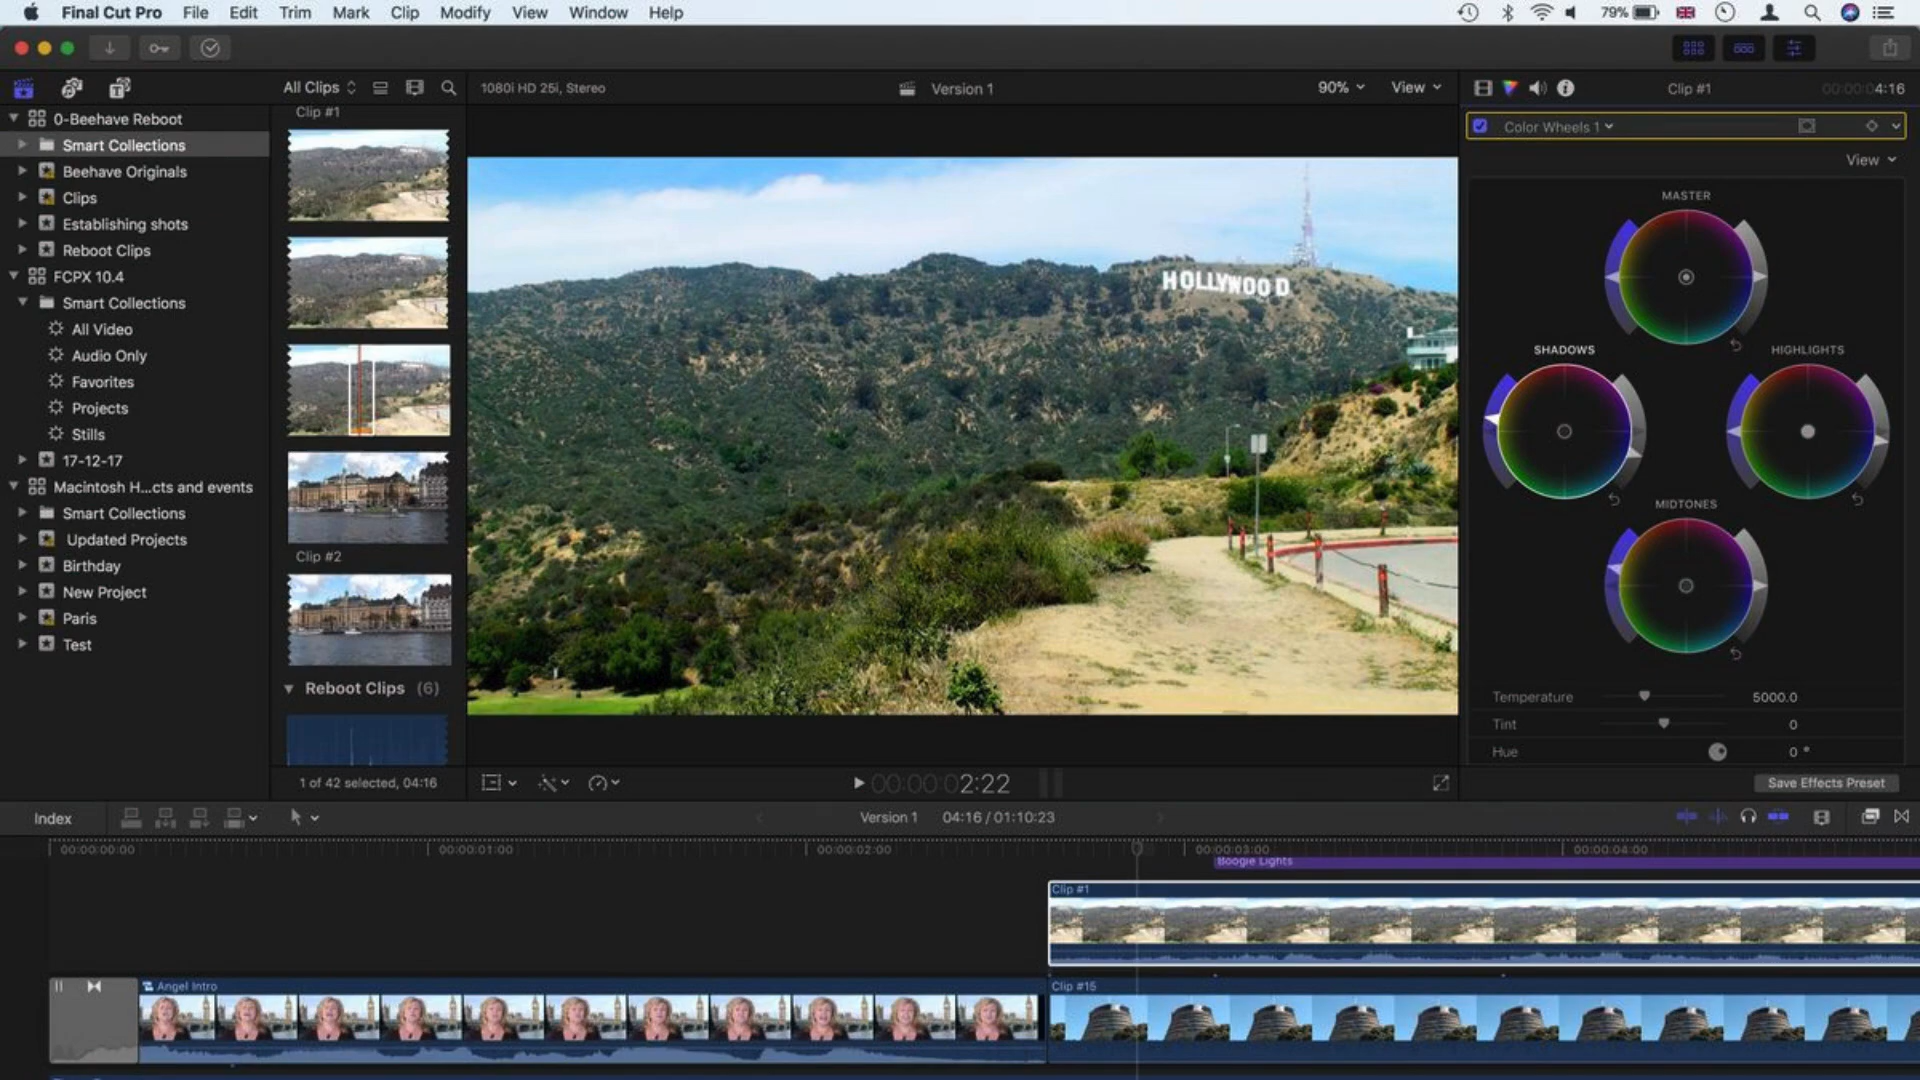 Final Cut Pro File Edit Trim Mark Clip Modify View Window Help
79%
All Clips
1080i HD 25i, Stereo
Version 1
90%
View
Clip #1
00:00:04:16
0-Beehave Reboot
Smart Collections
Beehave Originals
Clips
Establishing shots
Reboot Clips
FCPX 10.4
Smart Collections
All Video
Audio Only
Favorites
Projects
Stills
17-12-17
Macintosh H...cts and events
Smart Collections
Updated Projects
Birthday
New Project
Paris
Test
Clip #1
Clip #2
Reboot Clips (6)
1 of 42 selected, 04:16
HOLLYWOOD
00:00:02:22
Color Wheels 1
View
MASTER
SHADOWS
HIGHLIGHTS
MIDTONES
Temperature 5000.0
Tint 0
Hue 0 °
Save Effects Preset
Index
Version 1 04:16 / 01:10:23
00:00:00:00
00:00:01:00
00:00:02:00
00:00:03:00
00:00:04:00
Boogie Lights
Clip #1
Angel Intro
Clip #15